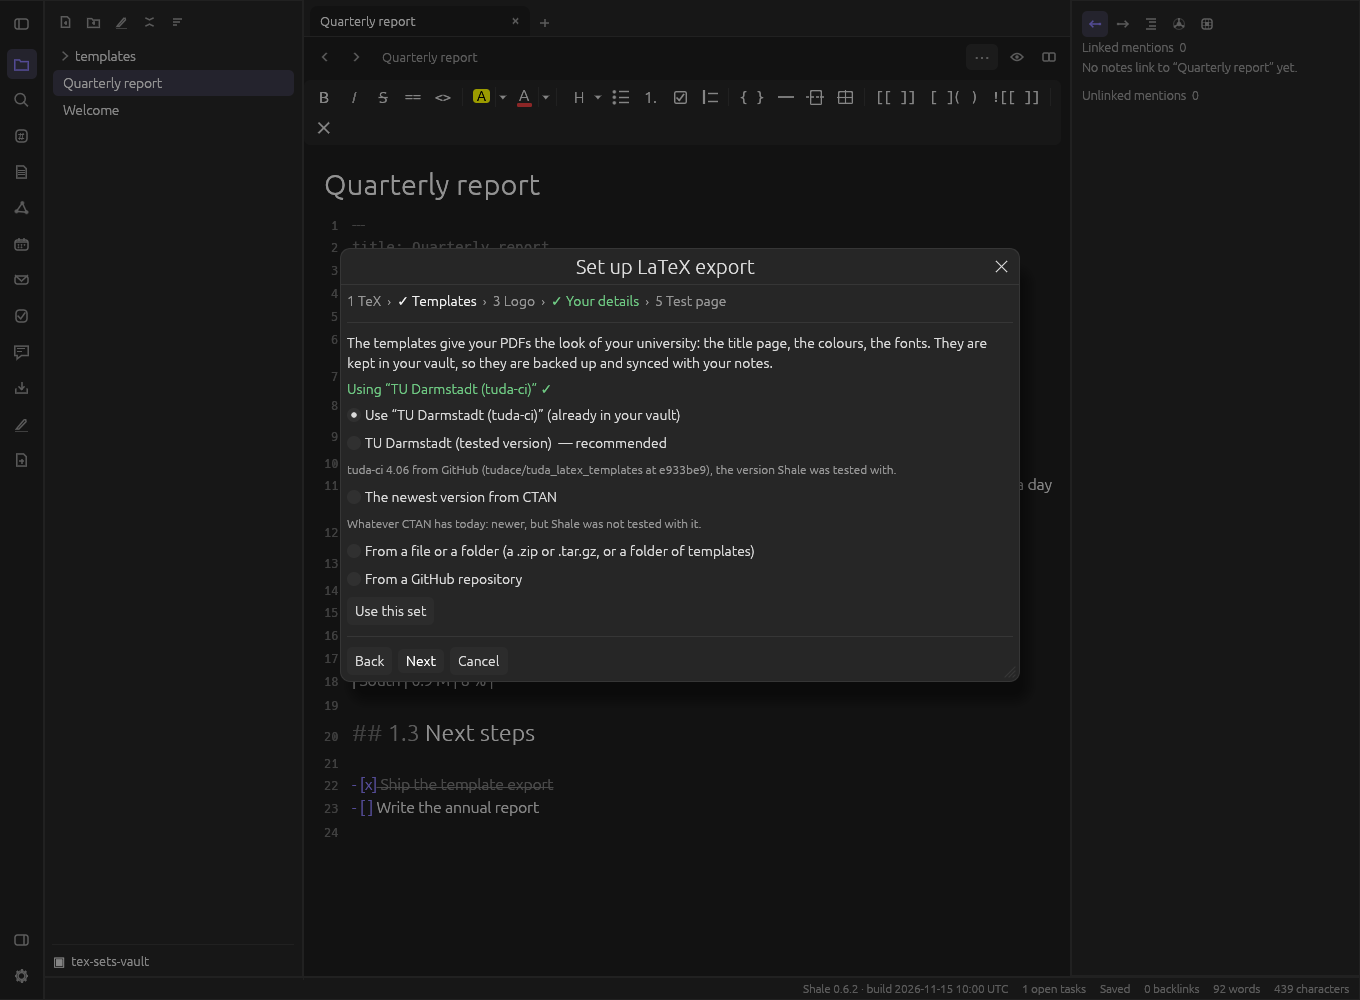 Quarterly report ×
templates
Quarterly report
Welcome
Quarterly report
B I S == <> A A H 1. { } — [[ ]] [ ]( ) ![[ ]]
Quarterly report
1 ---
2 title: Quarterly report
3
4
5
6
7
8
9
10
11 a day
12
13
14
15
16
17
18
19
20 ## 1.3 Next steps
21
22 - [x] Ship the template export
23 - [ ] Write the annual report
24
Set up LaTeX export
1 TeX › ✓ Templates › 3 Logo › ✓ Your details › 5 Test page
The templates give your PDFs the look of your university: the title page, the colours, the fonts. They are
kept in your vault, so they are backed up and synced with your notes.
Using “TU Darmstadt (tuda-ci)” ✓
Use “TU Darmstadt (tuda-ci)” (already in your vault)
TU Darmstadt (tested version) — recommended
tuda-ci 4.06 from GitHub (tudace/tuda_latex_templates at e933be9), the version Shale was tested with.
The newest version from CTAN
Whatever CTAN has today: newer, but Shale was not tested with it.
From a file or a folder (a .zip or .tar.gz, or a folder of templates)
From a GitHub repository
Use this set
Back Next Cancel
Linked mentions 0
No notes link to “Quarterly report” yet.
Unlinked mentions 0
tex-sets-vault
Shale 0.6.2 · build 2026-11-15 10:00 UTC 1 open tasks Saved 0 backlinks 92 words 439 characters